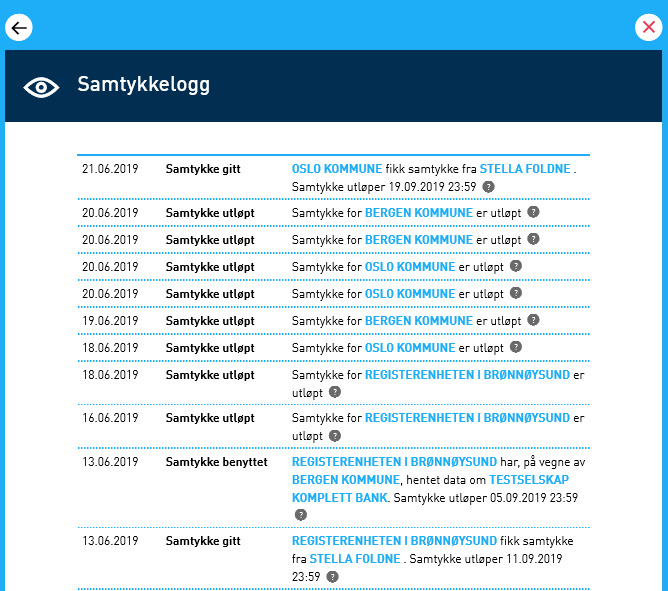 Samtykkelogg
21.06.2019 Samtykke gitt OSLO KOMMUNE fikk samtykke fra STELLA FOLDNE .
Samtykke utløper 19.09.2019 23:59 ?
20.06.2019 Samtykke utløpt Samtykke for BERGEN KOMMUNE er utløpt ?
20.06.2019 Samtykke utløpt Samtykke for BERGEN KOMMUNE er utløpt ?
20.06.2019 Samtykke utløpt Samtykke for OSLO KOMMUNE er utløpt ?
20.06.2019 Samtykke utløpt Samtykke for OSLO KOMMUNE er utløpt ?
19.06.2019 Samtykke utløpt Samtykke for BERGEN KOMMUNE er utløpt ?
18.06.2019 Samtykke utløpt Samtykke for OSLO KOMMUNE er utløpt ?
18.06.2019 Samtykke utløpt Samtykke for REGISTERENHETEN I BRØNNØYSUND er
utløpt ?
16.06.2019 Samtykke utløpt Samtykke for REGISTERENHETEN I BRØNNØYSUND er
utløpt ?
13.06.2019 Samtykke benyttet REGISTERENHETEN I BRØNNØYSUND har, på vegne av
BERGEN KOMMUNE, hentet data om TESTSELSKAP
KOMPLETT BANK. Samtykke utløper 05.09.2019 23:59
?
13.06.2019 Samtykke gitt REGISTERENHETEN I BRØNNØYSUND fikk samtykke
fra STELLA FOLDNE . Samtykke utløper 11.09.2019
23:59 ?